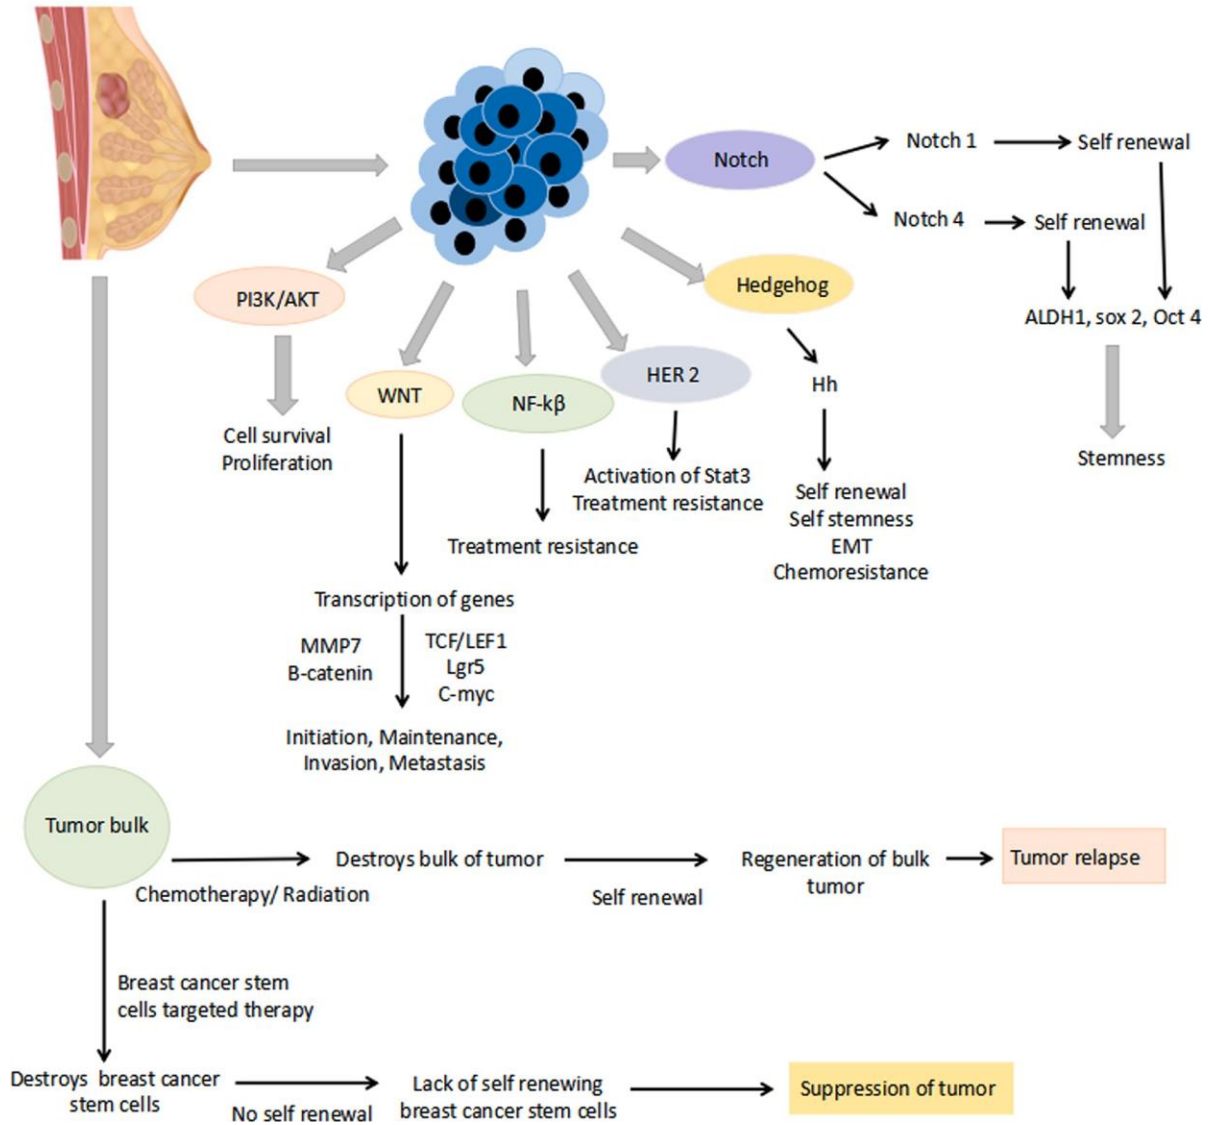 Notch
Notch 1
Self renewal
Notch 4
Self renewal
ALDH1, sox 2, Oct 4
Stemness
Hedgehog
Hh
Self renewal
Self stemness
EMT
Chemoresistance
PI3K/AKT
Cell survival
Proliferation
WNT
Transcription of genes
MMP7
B-catenin
TCF/LEF1
Lgr5
C-myc
Initiation, Maintenance,
Invasion, Metastasis
NF-kβ
Treatment resistance
HER 2
Activation of Stat3
Treatment resistance
Tumor bulk
Chemotherapy/ Radiation
Destroys bulk of tumor
Self renewal
Regeneration of bulk
tumor
Tumor relapse
Breast cancer stem
cells targeted therapy
Destroys breast cancer
stem cells
No self renewal
Lack of self renewing
breast cancer stem cells
Suppression of tumor